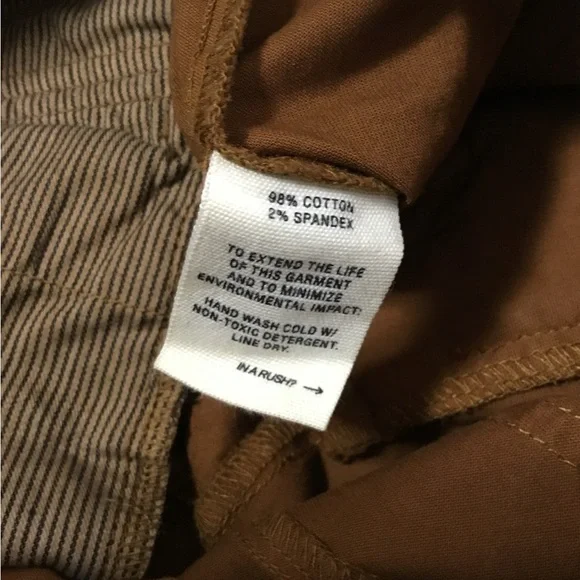 98% COTTON
2% SPANDEX
TO EXTEND THE LIFE
OF THIS GARMENT
AND TO MINIMIZE
ENVIRONMENTAL IMPACT:
HAND WASH COLD W/
NON-TOXIC DETERGENT.
LINE DRY.
IN A RUSH? →